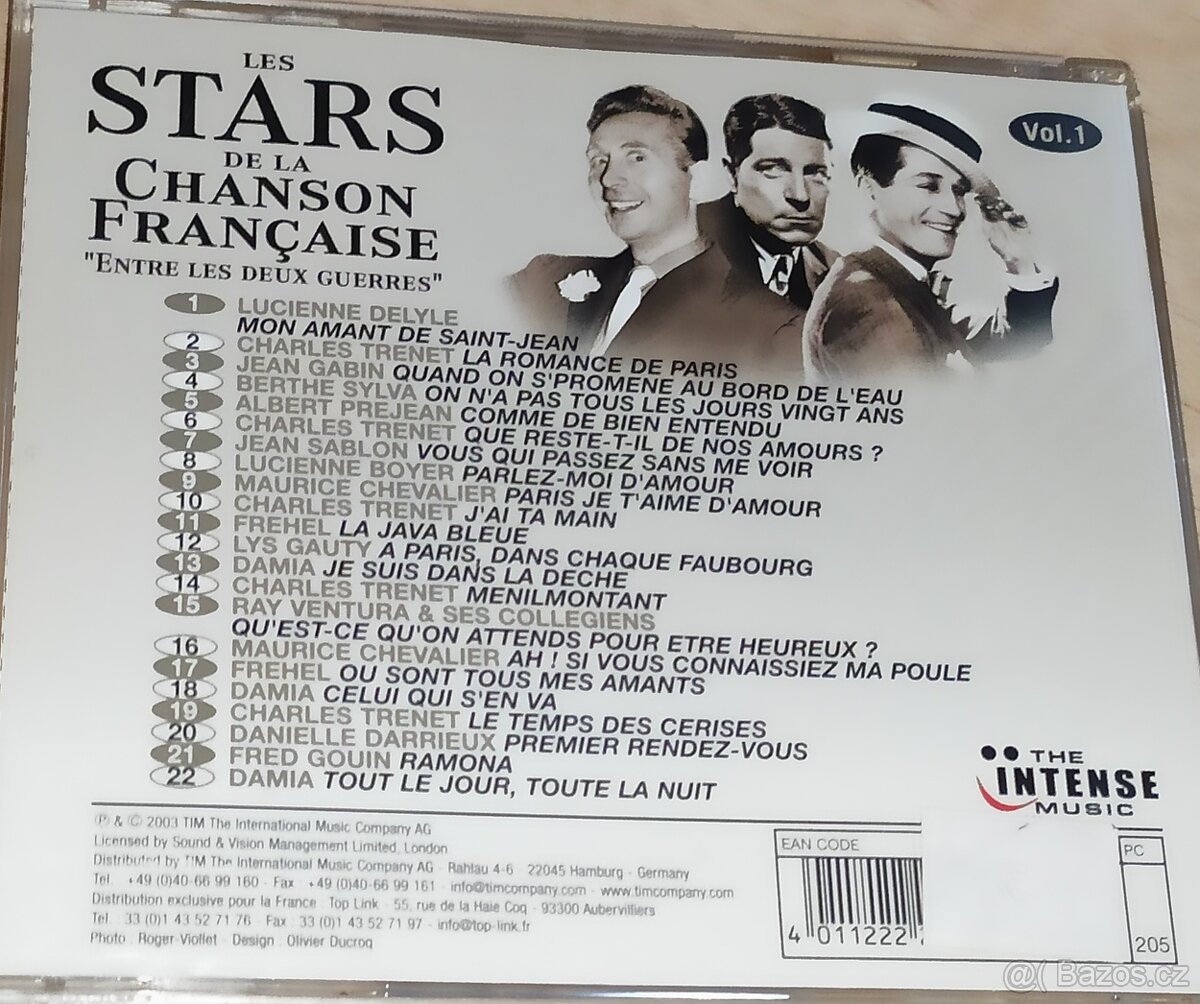 LES
STARS
DE LA
CHANSON
FRANÇAISE
"ENTRE LES DEUX GUERRES"
Vol.1
1 LUCIENNE DELYLE
MON AMANT DE SAINT-JEAN
2 CHARLES TRENET LA ROMANCE DE PARIS
3 JEAN GABIN QUAND ON S'PROMENE AU BORD DE L'EAU
4 BERTHE SYLVA ON N'A PAS TOUS LES JOURS VINGT ANS
5 ALBERT PREJEAN COMME DE BIEN ENTENDU
6 CHARLES TRENET QUE RESTE-T-IL DE NOS AMOURS ?
7 JEAN SABLON VOUS QUI PASSEZ SANS ME VOIR
8 LUCIENNE BOYER PARLEZ-MOI D'AMOUR
9 MAURICE CHEVALIER PARIS JE T'AIME D'AMOUR
10 CHARLES TRENET J'AI TA MAIN
11 FREHEL LA JAVA BLEUE
12 LYS GAUTY A PARIS, DANS CHAQUE FAUBOURG
13 DAMIA JE SUIS DANS LA DECHE
14 CHARLES TRENET MENILMONTANT
15 RAY VENTURA & SES COLLEGIENS
QU'EST-CE QU'ON ATTENDS POUR ETRE HEUREUX ?
16 MAURICE CHEVALIER AH ! SI VOUS CONNAISSIEZ MA POULE
17 FREHEL OU SONT TOUS MES AMANTS
18 DAMIA CELUI QUI S'EN VA
19 CHARLES TRENET LE TEMPS DES CERISES
20 DANIELLE DARRIEUX PREMIER RENDEZ-VOUS
21 FRED GOUIN RAMONA
22 DAMIA TOUT LE JOUR, TOUTE LA NUIT
THE
INTENSE
MUSIC
℗ & © 2003 TIM The International Music Company AG
Licensed by Sound & Vision Management Limited, London
Distributed by TIM The International Music Company AG - Rahlau 4-6 22045 Hamburg - Germany
Tel. +49 (0)40-66 99 160 - Fax +49 (0)40-66 99 161 - info@timcompany.com - www.timcompany.com
Distribution exclusive pour la France : Top Link - 55, rue de la Haie Coq - 93300 Aubervilliers
Tel : 33 (0)1 43 52 71 76 - Fax : 33 (0)1 43 52 71 97 - info@top-link.fr
Photo : Roger-Viollet - Design : Olivier Ducroq
EAN CODE
4 011222
PC
205
@( Bazos.cz